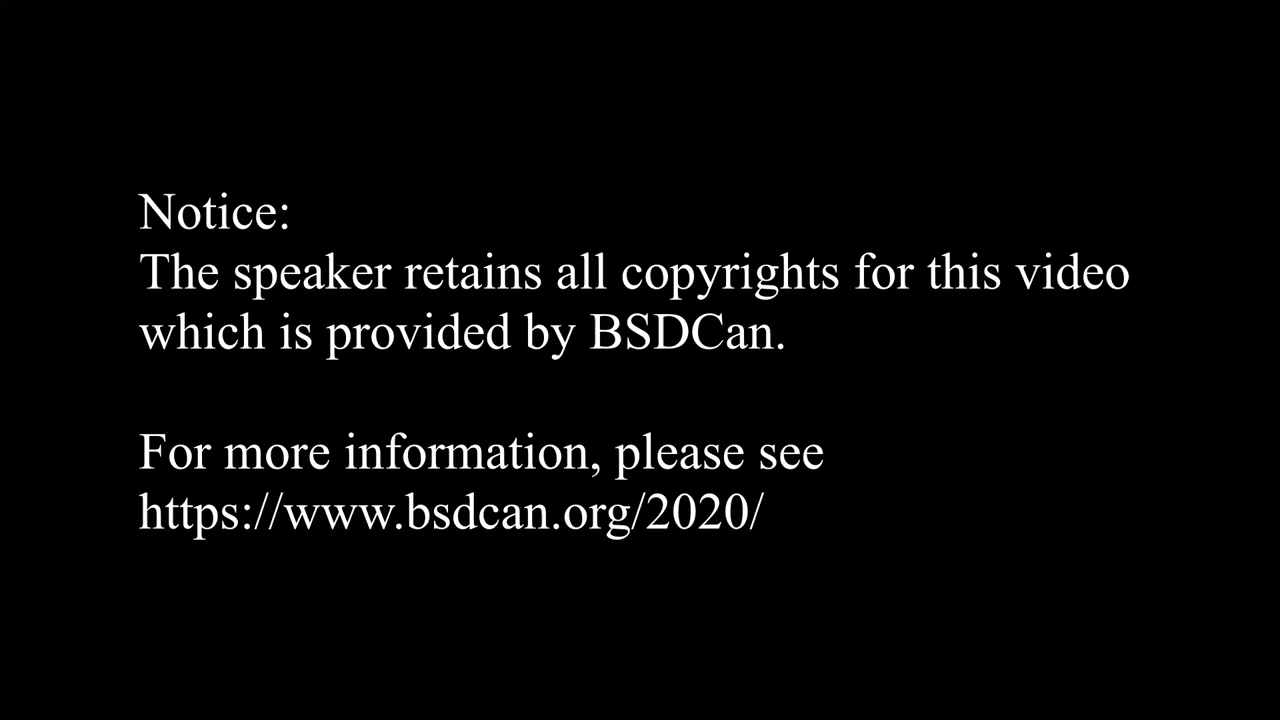 Notice:
The speaker retains all copyrights for this video
which is provided by BSDCan.
For more information, please see
https://www.bsdcan.org/2020/